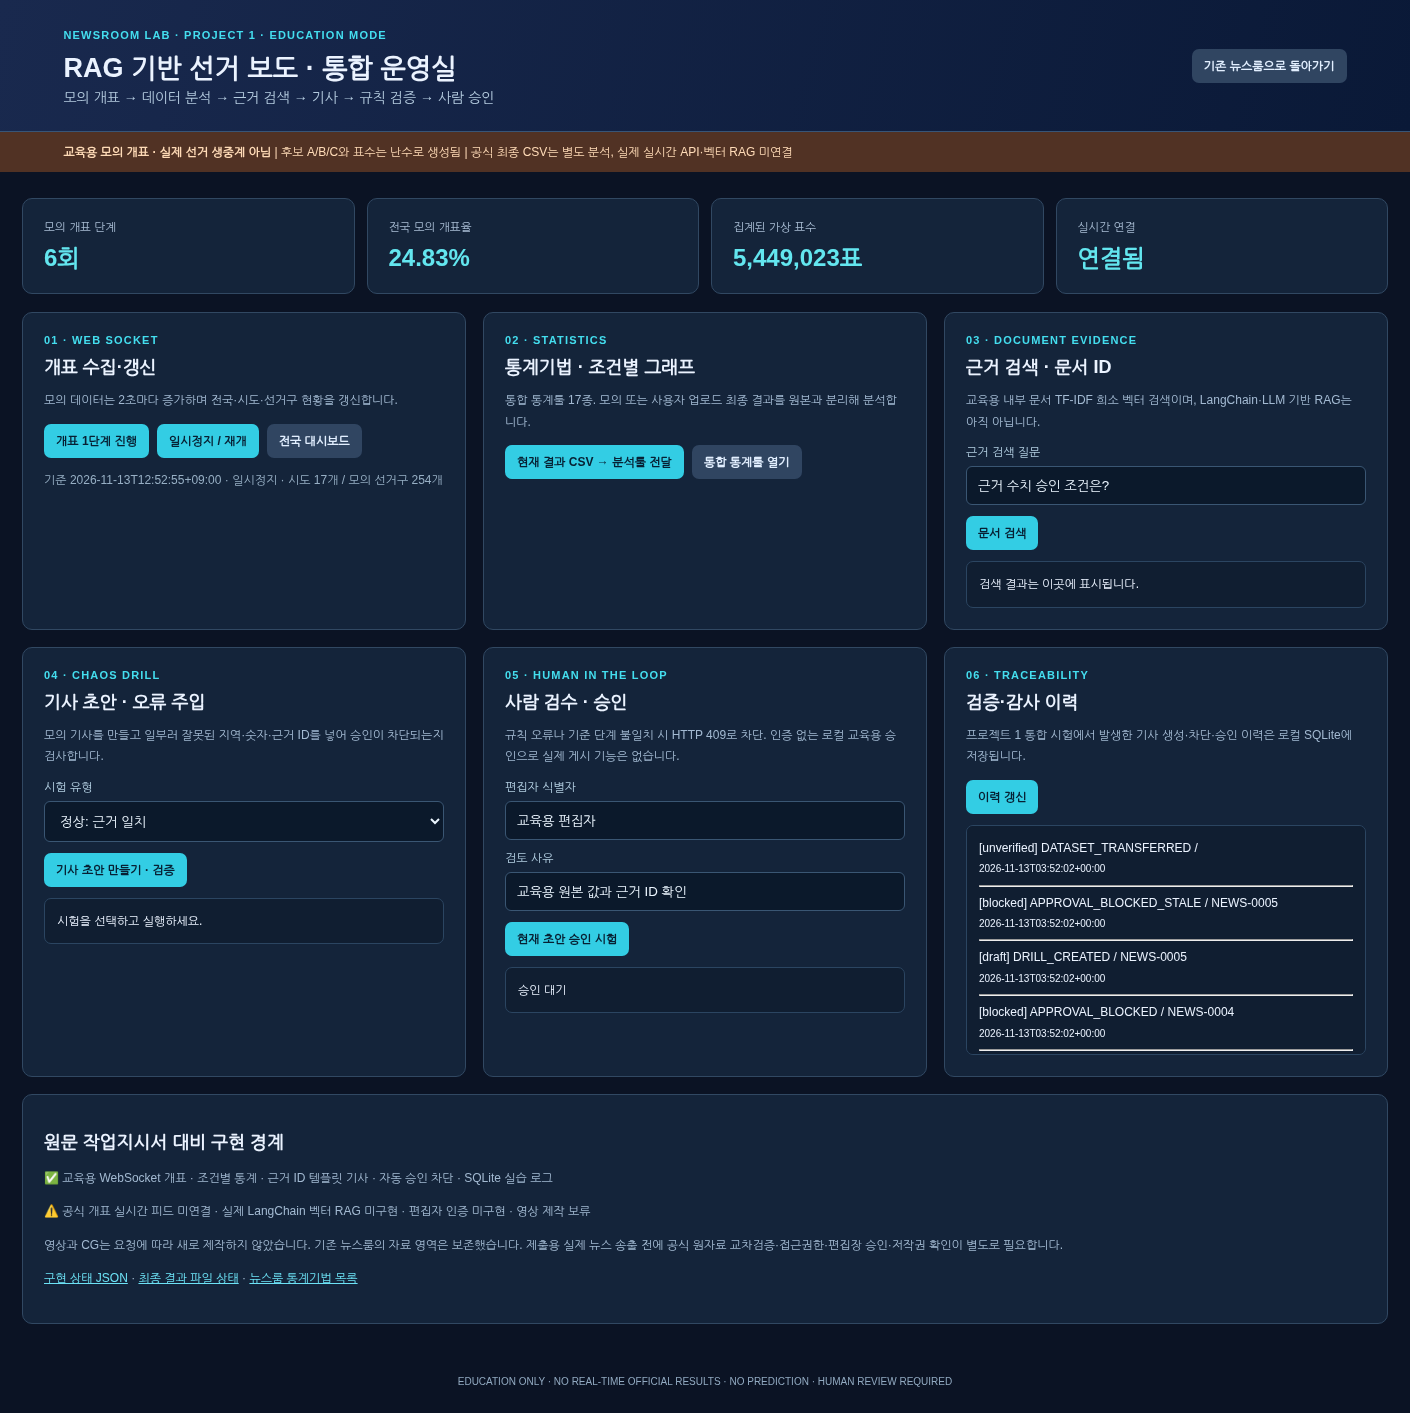 NEWSROOM LAB · PROJECT 1 · EDUCATION MODE
RAG 기반 선거 보도 · 통합 운영실
모의 개표 → 데이터 분석 → 근거 검색 → 기사 → 규칙 검증 → 사람 승인
기존 뉴스룸으로 돌아가기
교육용 모의 개표 · 실제 선거 생중계 아님 | 후보 A/B/C와 표수는 난수로 생성됨 | 공식 최종 CSV는 별도 분석, 실제 실시간 API·벡터 RAG 미연결
모의 개표 단계
6회
전국 모의 개표율
24.83%
집계된 가상 표수
5,449,023표
실시간 연결
연결됨
01 · WEB SOCKET
개표 수집·갱신
모의 데이터는 2초마다 증가하며 전국·시도·선거구 현황을 갱신합니다.
개표 1단계 진행
일시정지 / 재개
전국 대시보드
기준 2026-11-13T12:52:55+09:00 · 일시정지 · 시도 17개 / 모의 선거구 254개
02 · STATISTICS
통계기법 · 조건별 그래프
통합 통계툴 17종. 모의 또는 사용자 업로드 최종 결과를 원본과 분리해 분석합
니다.
현재 결과 CSV → 분석툴 전달
통합 통계툴 열기
03 · DOCUMENT EVIDENCE
근거 검색 · 문서 ID
교육용 내부 문서 TF-IDF 희소 벡터 검색이며, LangChain·LLM 기반 RAG는
아직 아닙니다.
근거 검색 질문
근거 수치 승인 조건은?
문서 검색
검색 결과는 이곳에 표시됩니다.
04 · CHAOS DRILL
기사 초안 · 오류 주입
모의 기사를 만들고 일부러 잘못된 지역·숫자·근거 ID를 넣어 승인이 차단되는지
검사합니다.
시험 유형
정상: 근거 일치
기사 초안 만들기 · 검증
시험을 선택하고 실행하세요.
05 · HUMAN IN THE LOOP
사람 검수 · 승인
규칙 오류나 기준 단계 불일치 시 HTTP 409로 차단. 인증 없는 로컬 교육용 승
인으로 실제 게시 기능은 없습니다.
편집자 식별자
교육용 편집자
검토 사유
교육용 원본 값과 근거 ID 확인
현재 초안 승인 시험
승인 대기
06 · TRACEABILITY
검증·감사 이력
프로젝트 1 통합 시험에서 발생한 기사 생성·차단·승인 이력은 로컬 SQLite에
저장됩니다.
이력 갱신
[unverified] DATASET_TRANSFERRED /
2026-11-13T03:52:02+00:00
[blocked] APPROVAL_BLOCKED_STALE / NEWS-0005
2026-11-13T03:52:02+00:00
[draft] DRILL_CREATED / NEWS-0005
2026-11-13T03:52:02+00:00
[blocked] APPROVAL_BLOCKED / NEWS-0004
2026-11-13T03:52:02+00:00
원문 작업지시서 대비 구현 경계
✅ 교육용 WebSocket 개표 · 조건별 통계 · 근거 ID 템플릿 기사 · 자동 승인 차단 · SQLite 실습 로그
⚠️ 공식 개표 실시간 피드 미연결 · 실제 LangChain 벡터 RAG 미구현 · 편집자 인증 미구현 · 영상 제작 보류
영상과 CG는 요청에 따라 새로 제작하지 않았습니다. 기존 뉴스룸의 자료 영역은 보존했습니다. 제출용 실제 뉴스 송출 전에 공식 원자료 교차검증·접근권한·편집장 승인·저작권 확인이 별도로 필요합니다.
구현 상태 JSON · 최종 결과 파일 상태 · 뉴스룸 통계기법 목록
EDUCATION ONLY · NO REAL-TIME OFFICIAL RESULTS · NO PREDICTION · HUMAN REVIEW REQUIRED